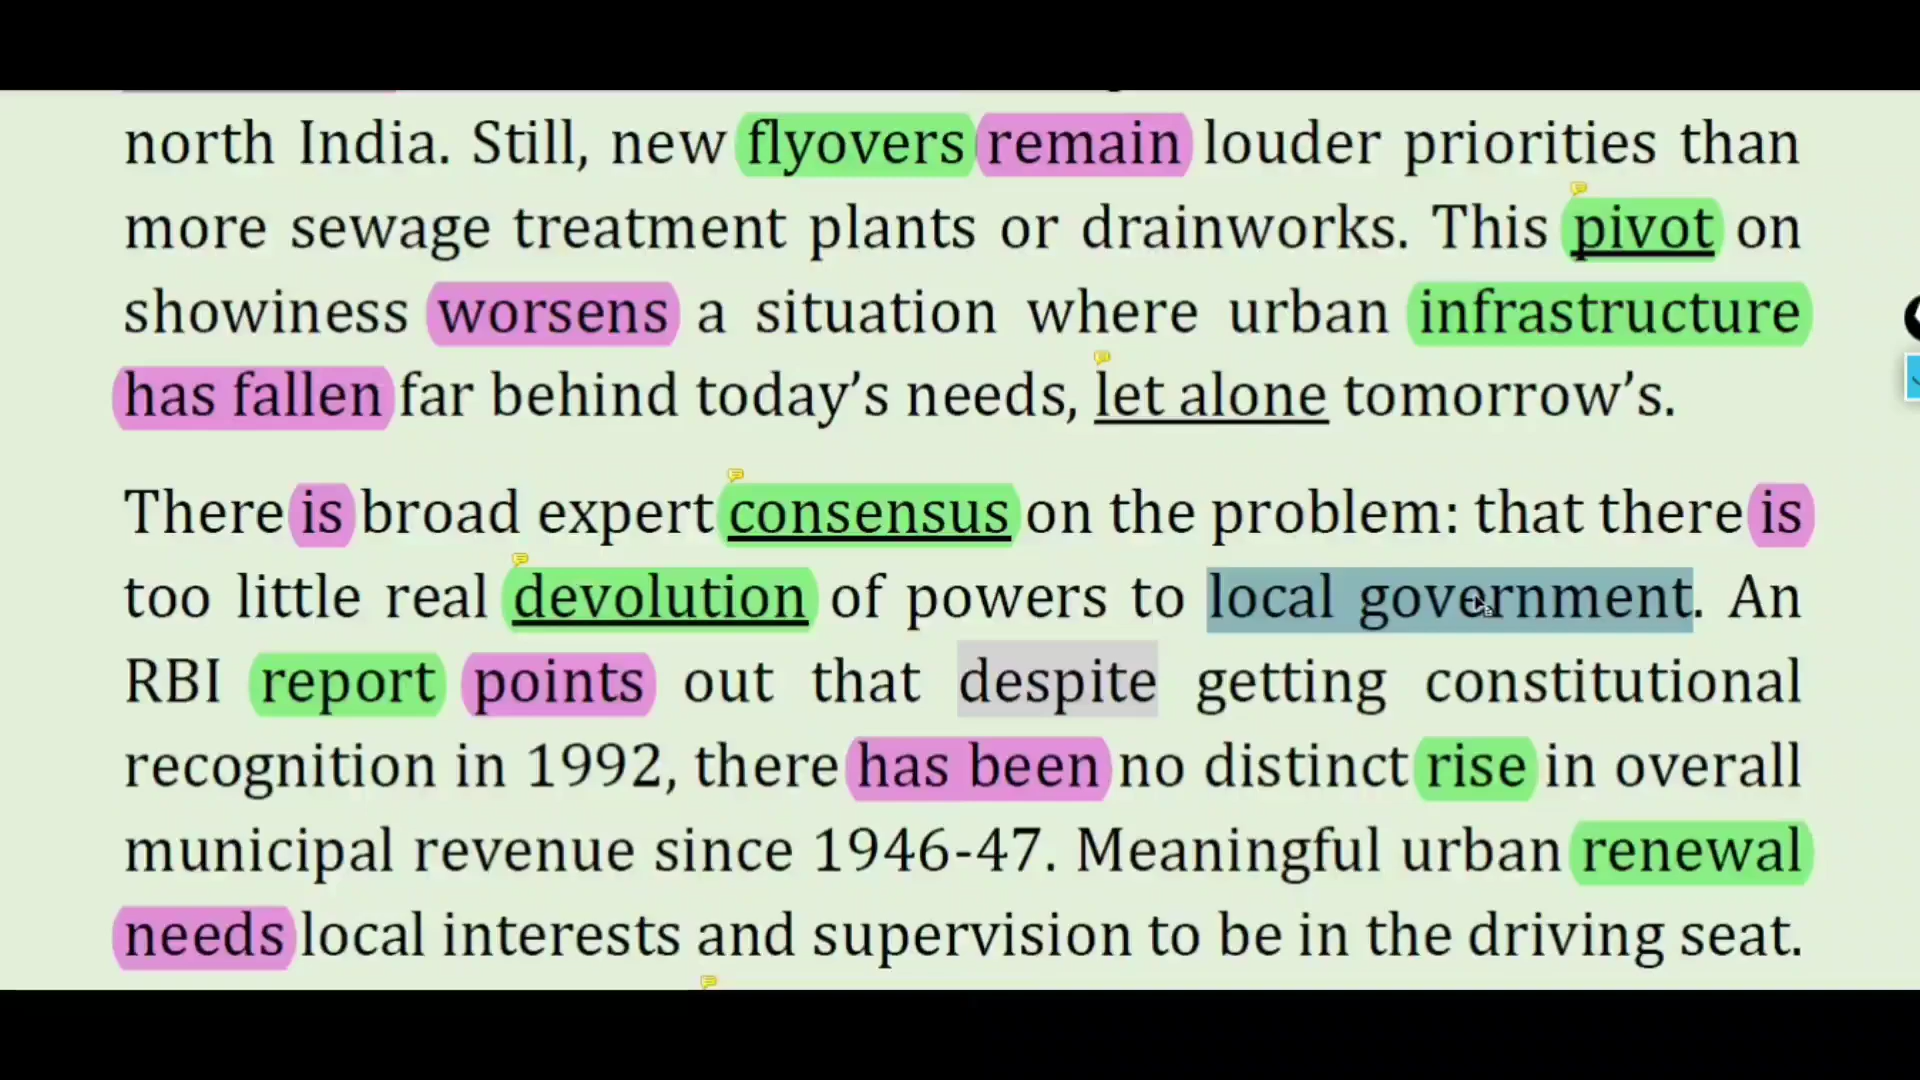 north India. Still, new flyovers remain louder priorities than
more sewage treatment plants or drainworks. This pivot on
showiness worsens a situation where urban infrastructure
has fallen far behind today’s needs, let alone tomorrow’s.
There is broad expert consensus on the problem: that there is
too little real devolution of powers to local government. An
RBI report points out that despite getting constitutional
recognition in 1992, there has been no distinct rise in overall
municipal revenue since 1946-47. Meaningful urban renewal
needs local interests and supervision to be in the driving seat.